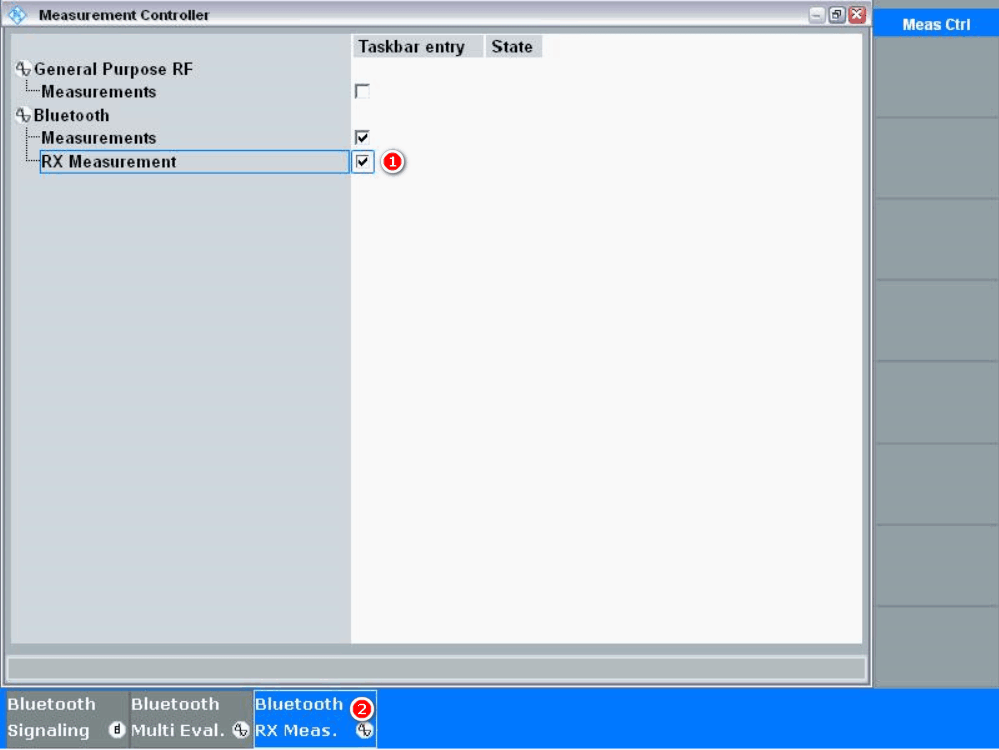 Measurement Controller
Meas Ctrl
Taskbar entry State
General Purpose RF
Measurements
Bluetooth
Measurements
RX Measurement
1
Bluetooth Bluetooth Bluetooth 2
Signaling Multi Eval. RX Meas.